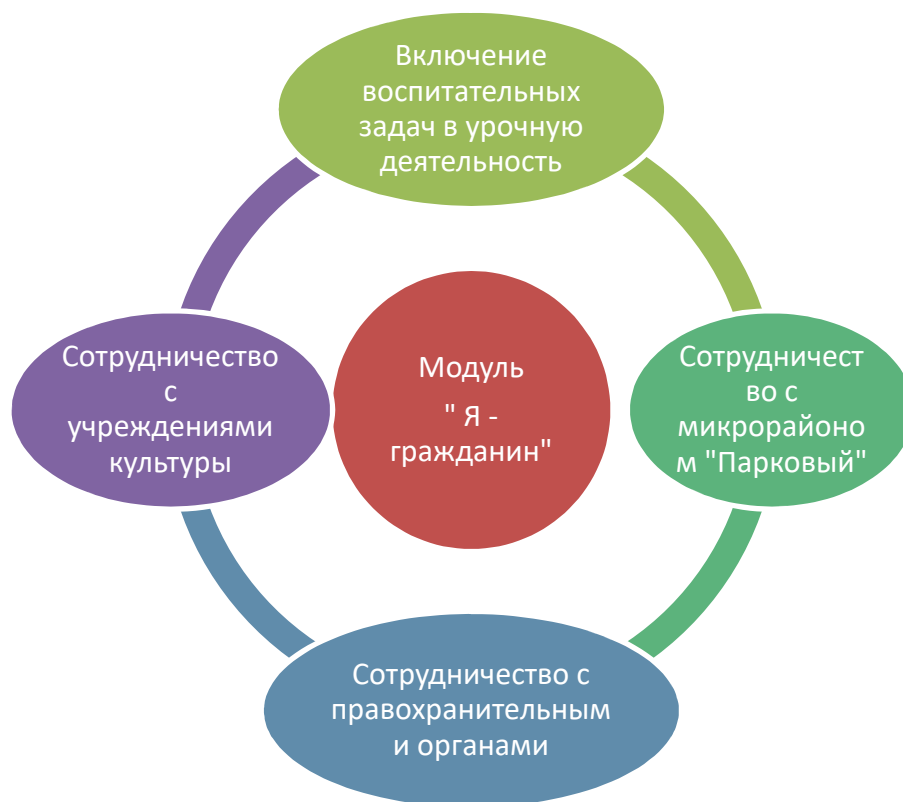 Включение
воспитательных
задач в урочную
деятельность
Сотрудничество
с
учреждениями
культуры
Модуль
" Я -
гражданин"
Сотрудничест
во с
микрорайоно
м "Парковый"
Сотрудничество с
правохранительным
и органами